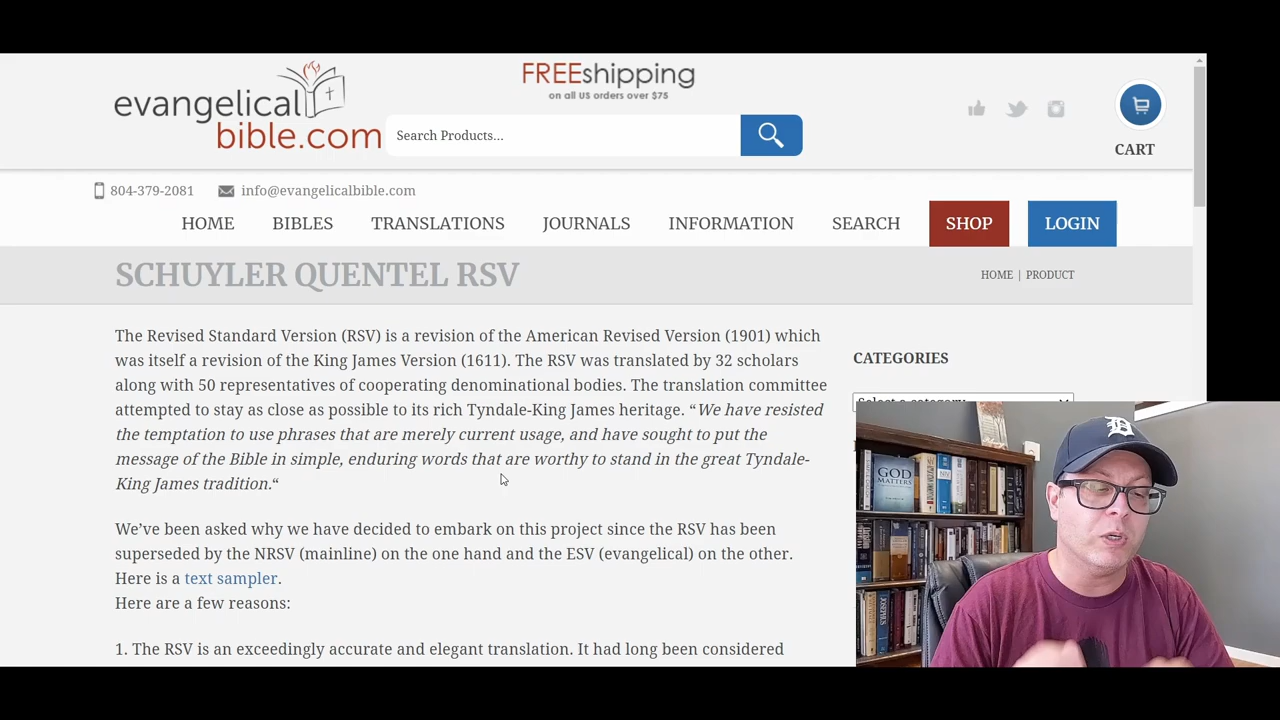 evangelical
bible.com
FREEshipping
on all US orders over $75
Search Products...
CART
804-379-2081 info@evangelicalbible.com
HOME BIBLES TRANSLATIONS JOURNALS INFORMATION SEARCH SHOP LOGIN
SCHUYLER QUENTEL RSV
HOME | PRODUCT
The Revised Standard Version (RSV) is a revision of the American Revised Version (1901) which
was itself a revision of the King James Version (1611). The RSV was translated by 32 scholars
along with 50 representatives of cooperating denominational bodies. The translation committee
attempted to stay as close as possible to its rich Tyndale-King James heritage. “We have resisted
the temptation to use phrases that are merely current usage, and have sought to put the
message of the Bible in simple, enduring words that are worthy to stand in the great Tyndale-
King James tradition.“
We’ve been asked why we have decided to embark on this project since the RSV has been
superseded by the NRSV (mainline) on the one hand and the ESV (evangelical) on the other.
Here is a text sampler.
Here are a few reasons:
1. The RSV is an exceedingly accurate and elegant translation. It had long been considered
CATEGORIES
Select a category
GOD
MATTERS
D